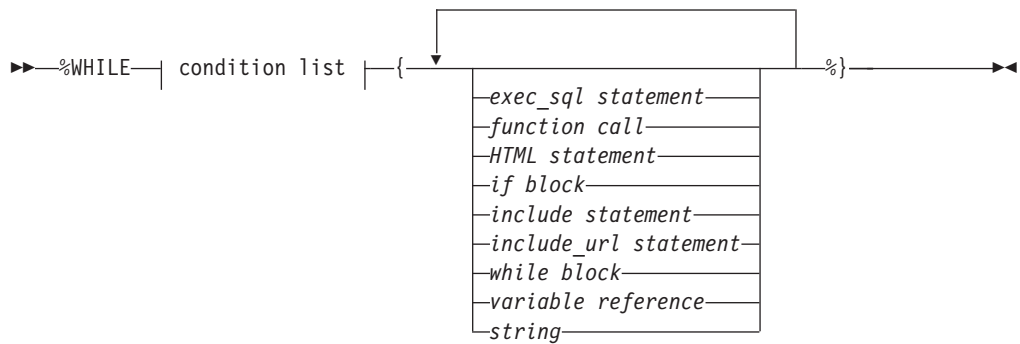 %WHILE condition list { %}
exec_sql statement
function call
HTML statement
if block
include statement
include_url statement
while block
variable reference
string